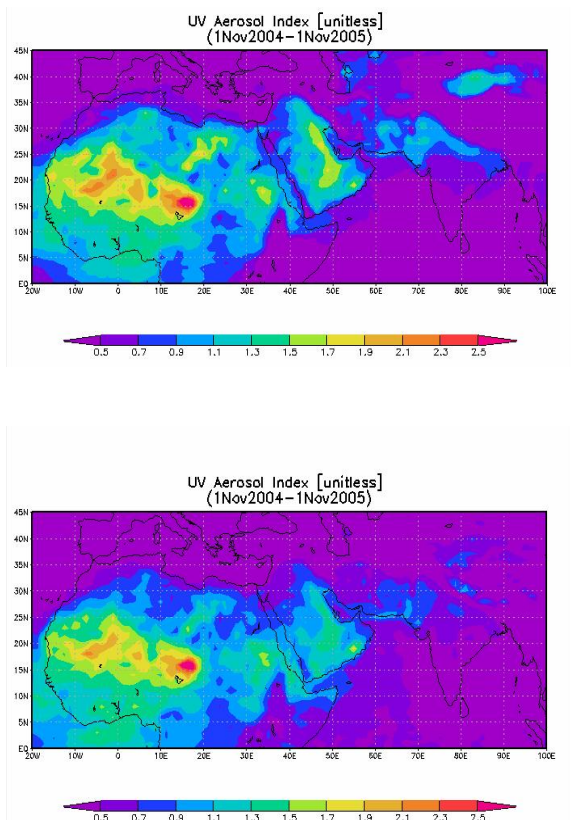 UV Aerosol Index [unitless]
(1Nov2004-1Nov2005)
45N
40N
35N
30N
25N
20N
15N
10N
5N
EQ
20W 10W 0 10E 20E 30E 40E 50E 60E 70E 80E 90E 100E
0.5 0.7 0.9 1.1 1.3 1.5 1.7 1.9 2.1 2.3 2.5
UV Aerosol Index [unitless]
(1Nov2004-1Nov2005)
45N
40N
35N
30N
25N
20N
15N
10N
5N
EQ
20W 10W 0 10E 20E 30E 40E 50E 60E 70E 80E 90E 100E
0.5 0.7 0.9 1.1 1.3 1.5 1.7 1.9 2.1 2.3 2.5